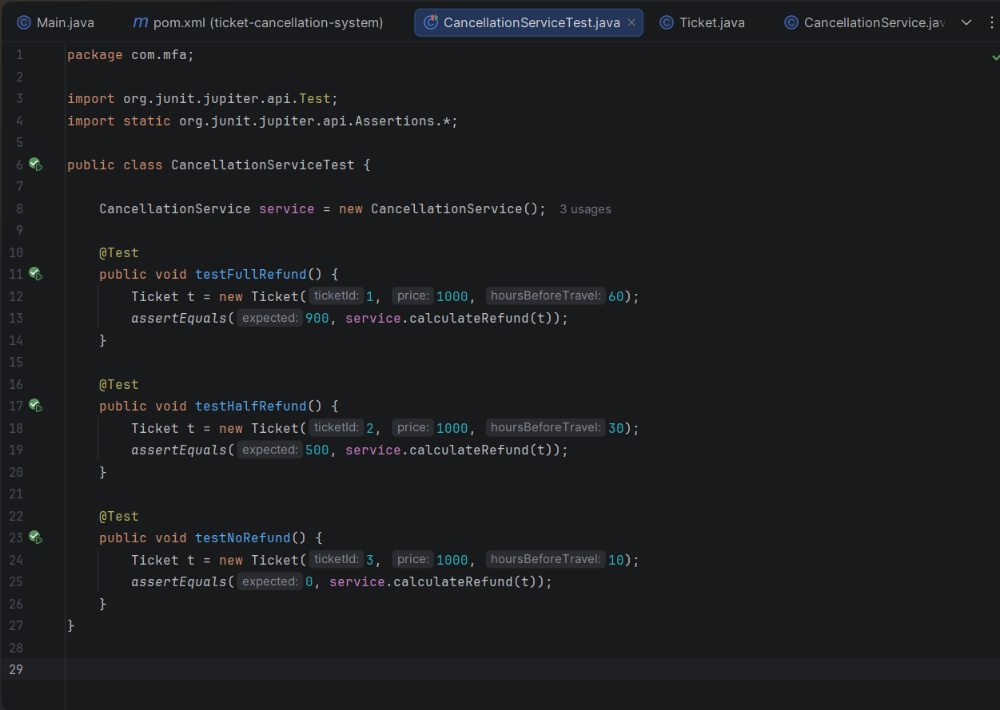 Main.java pom.xml (ticket-cancellation-system) CancellationServiceTest.java Ticket.java CancellationService.jav
1 package com.mfa;
2
3 import org.junit.jupiter.api.Test;
4 import static org.junit.jupiter.api.Assertions.*;
5
6 public class CancellationServiceTest {
7
8 CancellationService service = new CancellationService(); 3 usages
9
10 @Test
11 public void testFullRefund() {
12 Ticket t = new Ticket( ticketId: 1, price: 1000, hoursBeforeTravel: 60);
13 assertEquals( expected: 900, service.calculateRefund(t));
14 }
15
16 @Test
17 public void testHalfRefund() {
18 Ticket t = new Ticket( ticketId: 2, price: 1000, hoursBeforeTravel: 30);
19 assertEquals( expected: 500, service.calculateRefund(t));
20 }
21
22 @Test
23 public void testNoRefund() {
24 Ticket t = new Ticket( ticketId: 3, price: 1000, hoursBeforeTravel: 10);
25 assertEquals( expected: 0, service.calculateRefund(t));
26 }
27 }
28
29